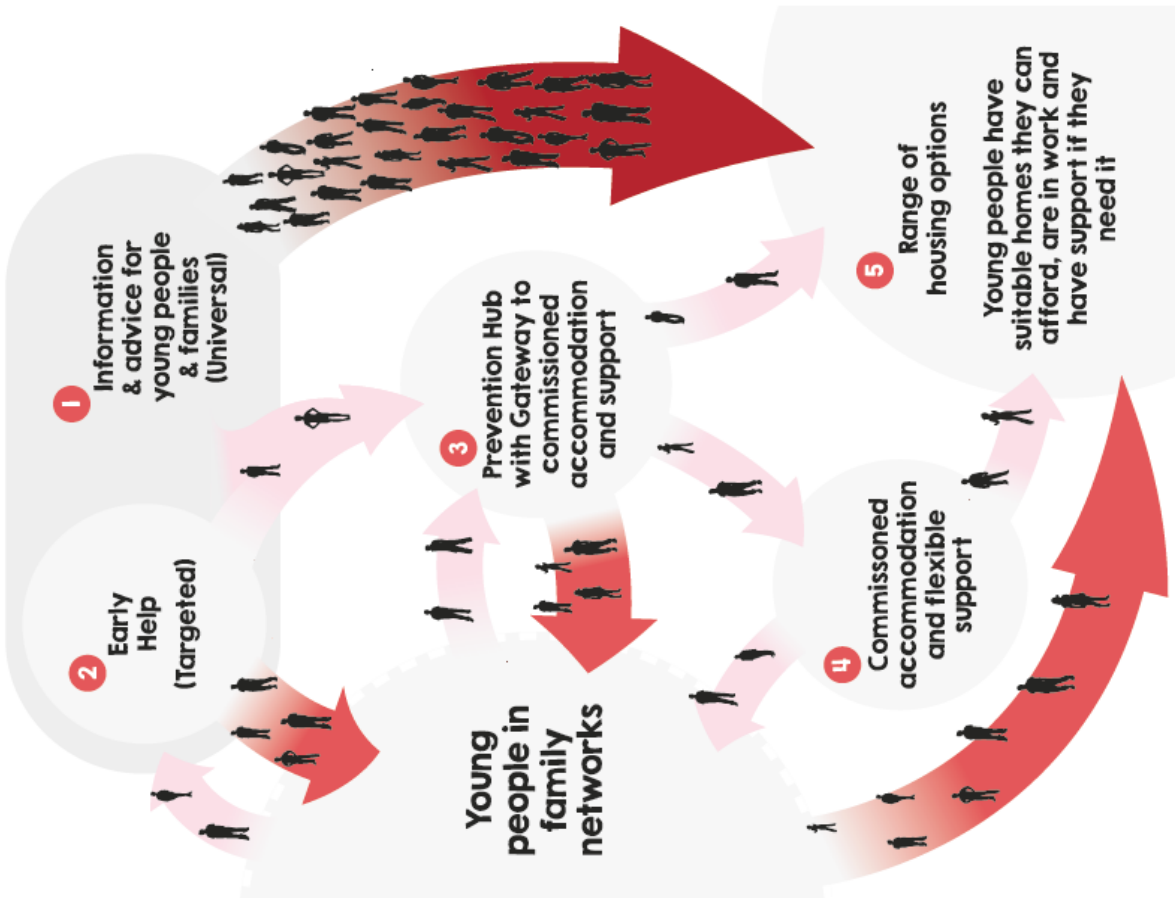 1
Information
& advice for
young people
& families
(Universal)
2
Early
Help
(Targeted)
3
Prevention Hub
with Gateway to
commissioned
accommodation
and support
Young
people in
family
networks
4
Commissoned
accommodation
and flexible
support
5
Range of
housing options
Young people have
suitable homes they can
afford, are in work and
have support if they
need it